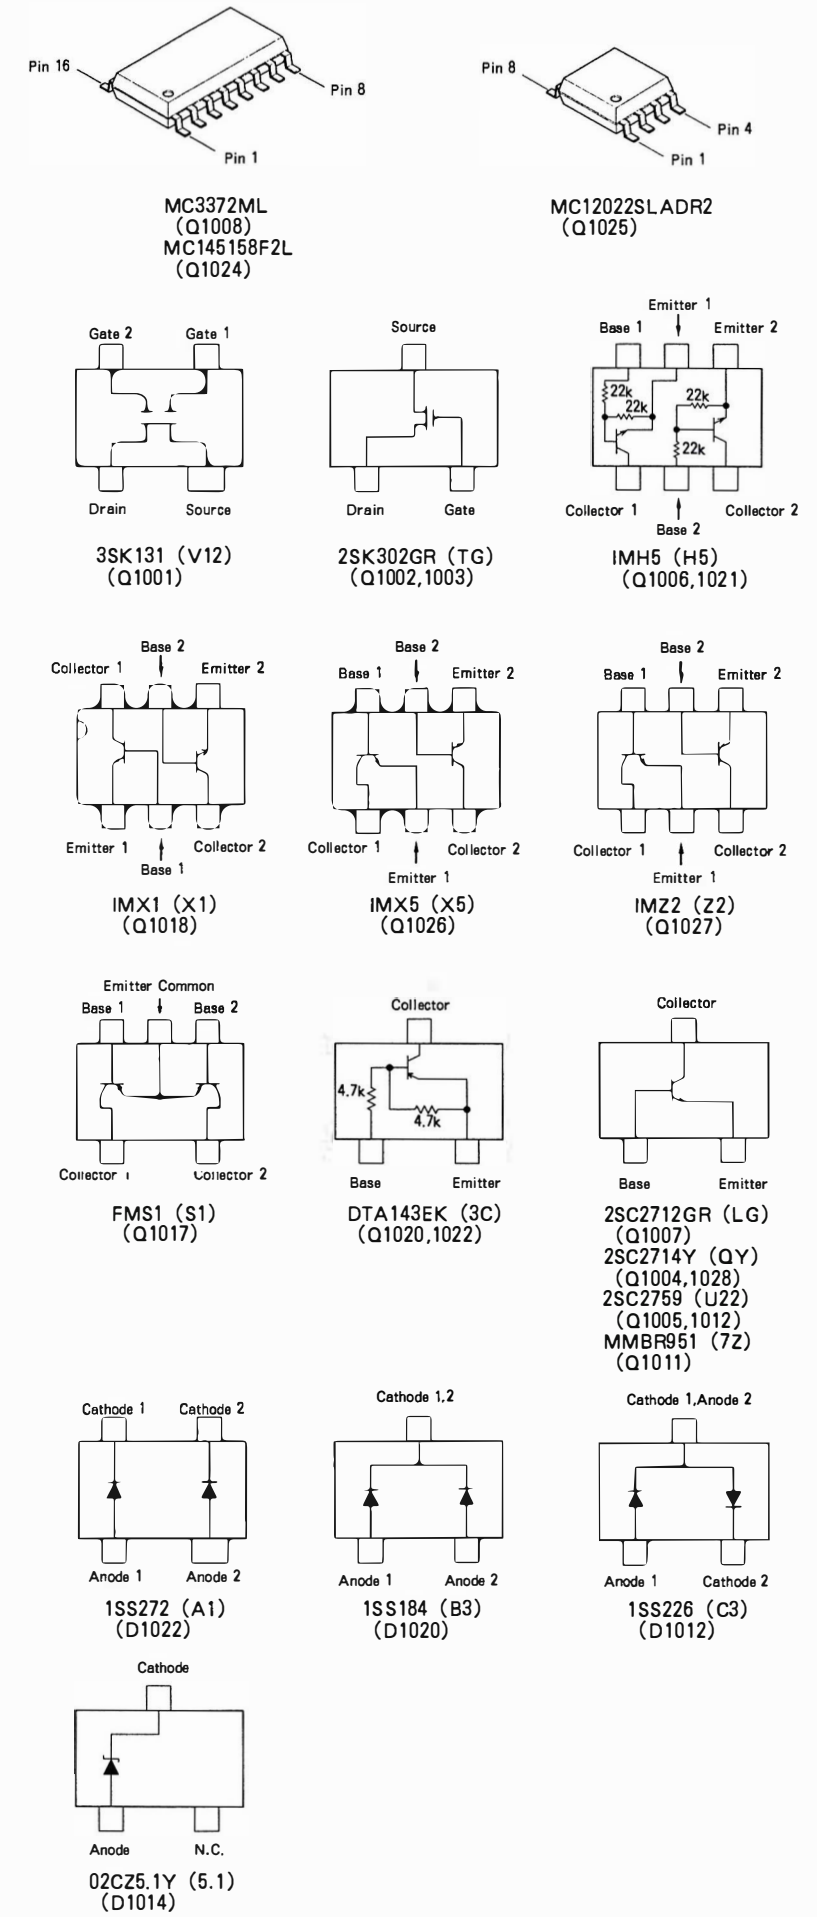 Pin 16
Pin 8
Pin 1
MC3372ML
(Q1008)
MC145158F2L
(Q1024)
Pin 8
Pin 4
Pin 1
MC12022SLADR2
(Q1025)
Gate 2 Gate 1
Drain Source
3SK131 (V12)
(Q1001)
Source
Drain Gate
2SK302GR (TG)
(Q1002,1003)
Emitter 1
Base 1 Emitter 2
22k
22k
22k
22k
Collector 1 Collector 2
Base 2
IMH5 (H5)
(Q1006,1021)
Base 2
Collector 1 Emitter 2
Emitter 1 Collector 2
Base 1
IMX1 (X1)
(Q1018)
Base 2
Base 1 Emitter 2
Collector 1 Collector 2
Emitter 1
IMX5 (X5)
(Q1026)
Base 2
Base 1 Emitter 2
Collector 1 Collector 2
Emitter 1
IMZ2 (Z2)
(Q1027)
Emitter Common
Base 1 Base 2
Collector 1 Collector 2
FMS1 (S1)
(Q1017)
Collector
4.7k
4.7k
Base Emitter
DTA143EK (3C)
(Q1020,1022)
Collector
Base Emitter
2SC2712GR (LG)
(Q1007)
2SC2714Y (QY)
(Q1004,1028)
2SC2759 (U22)
(Q1005,1012)
MMBR951 (7Z)
(Q1011)
Cathode 1 Cathode 2
Anode 1 Anode 2
1SS272 (A1)
(D1022)
Cathode 1,2
Anode 1 Anode 2
1SS184 (B3)
(D1020)
Cathode 1,Anode 2
Anode 1 Cathode 2
1SS226 (C3)
(D1012)
Cathode
Anode N.C.
02CZ5.1Y (5.1)
(D1014)